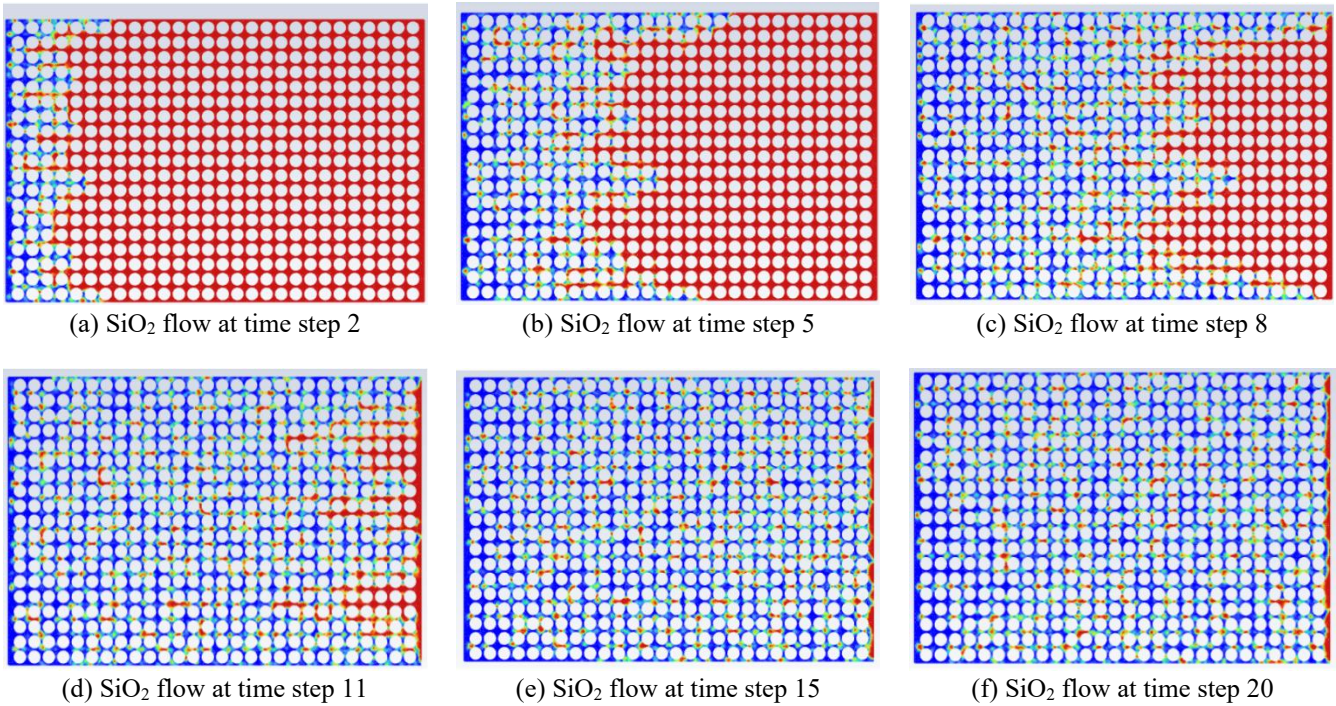 (a) SiO₂ flow at time step 2
(b) SiO₂ flow at time step 5
(c) SiO₂ flow at time step 8
(d) SiO₂ flow at time step 11
(e) SiO₂ flow at time step 15
(f) SiO₂ flow at time step 20